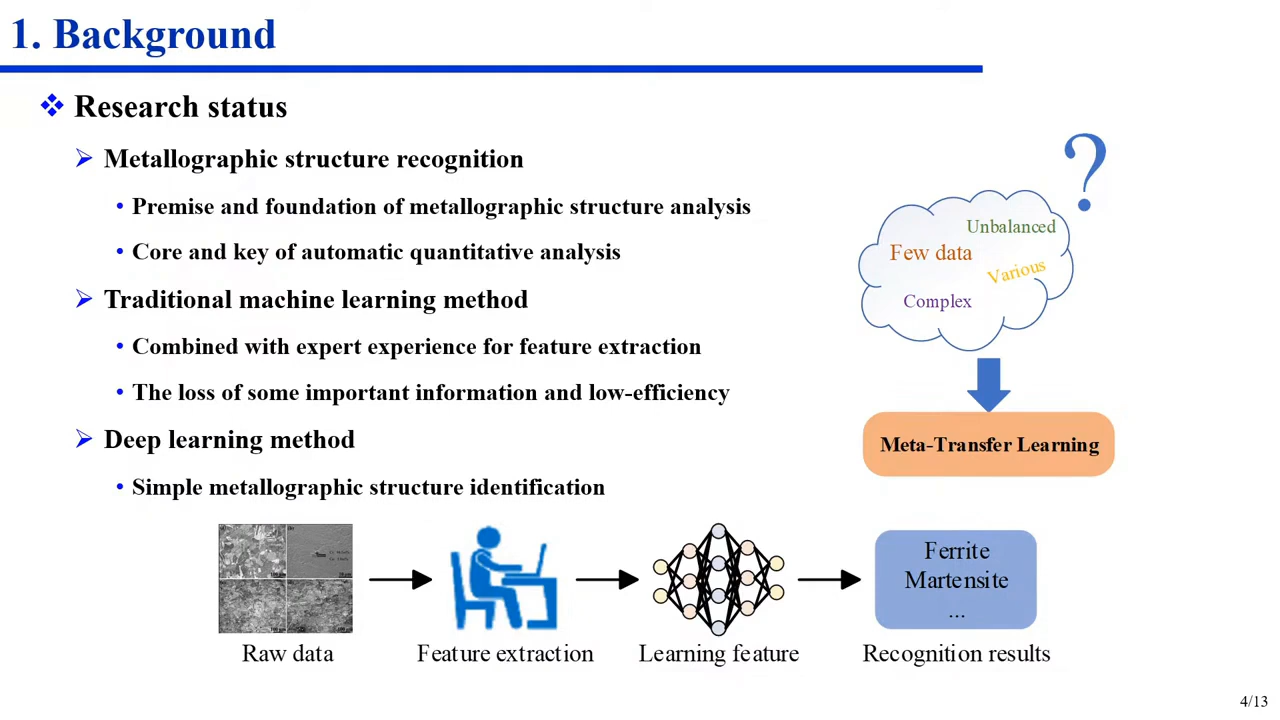 1. Background
Research status
Metallographic structure recognition
Premise and foundation of metallographic structure analysis
Core and key of automatic quantitative analysis
Traditional machine learning method
Combined with expert experience for feature extraction
The loss of some important information and low-efficiency
Deep learning method
Simple metallographic structure identification
?
Unbalanced
Few data
Various
Complex
Meta-Transfer Learning
Ferrite
Martensite
...
Raw data
Feature extraction
Learning feature
Recognition results
4/13